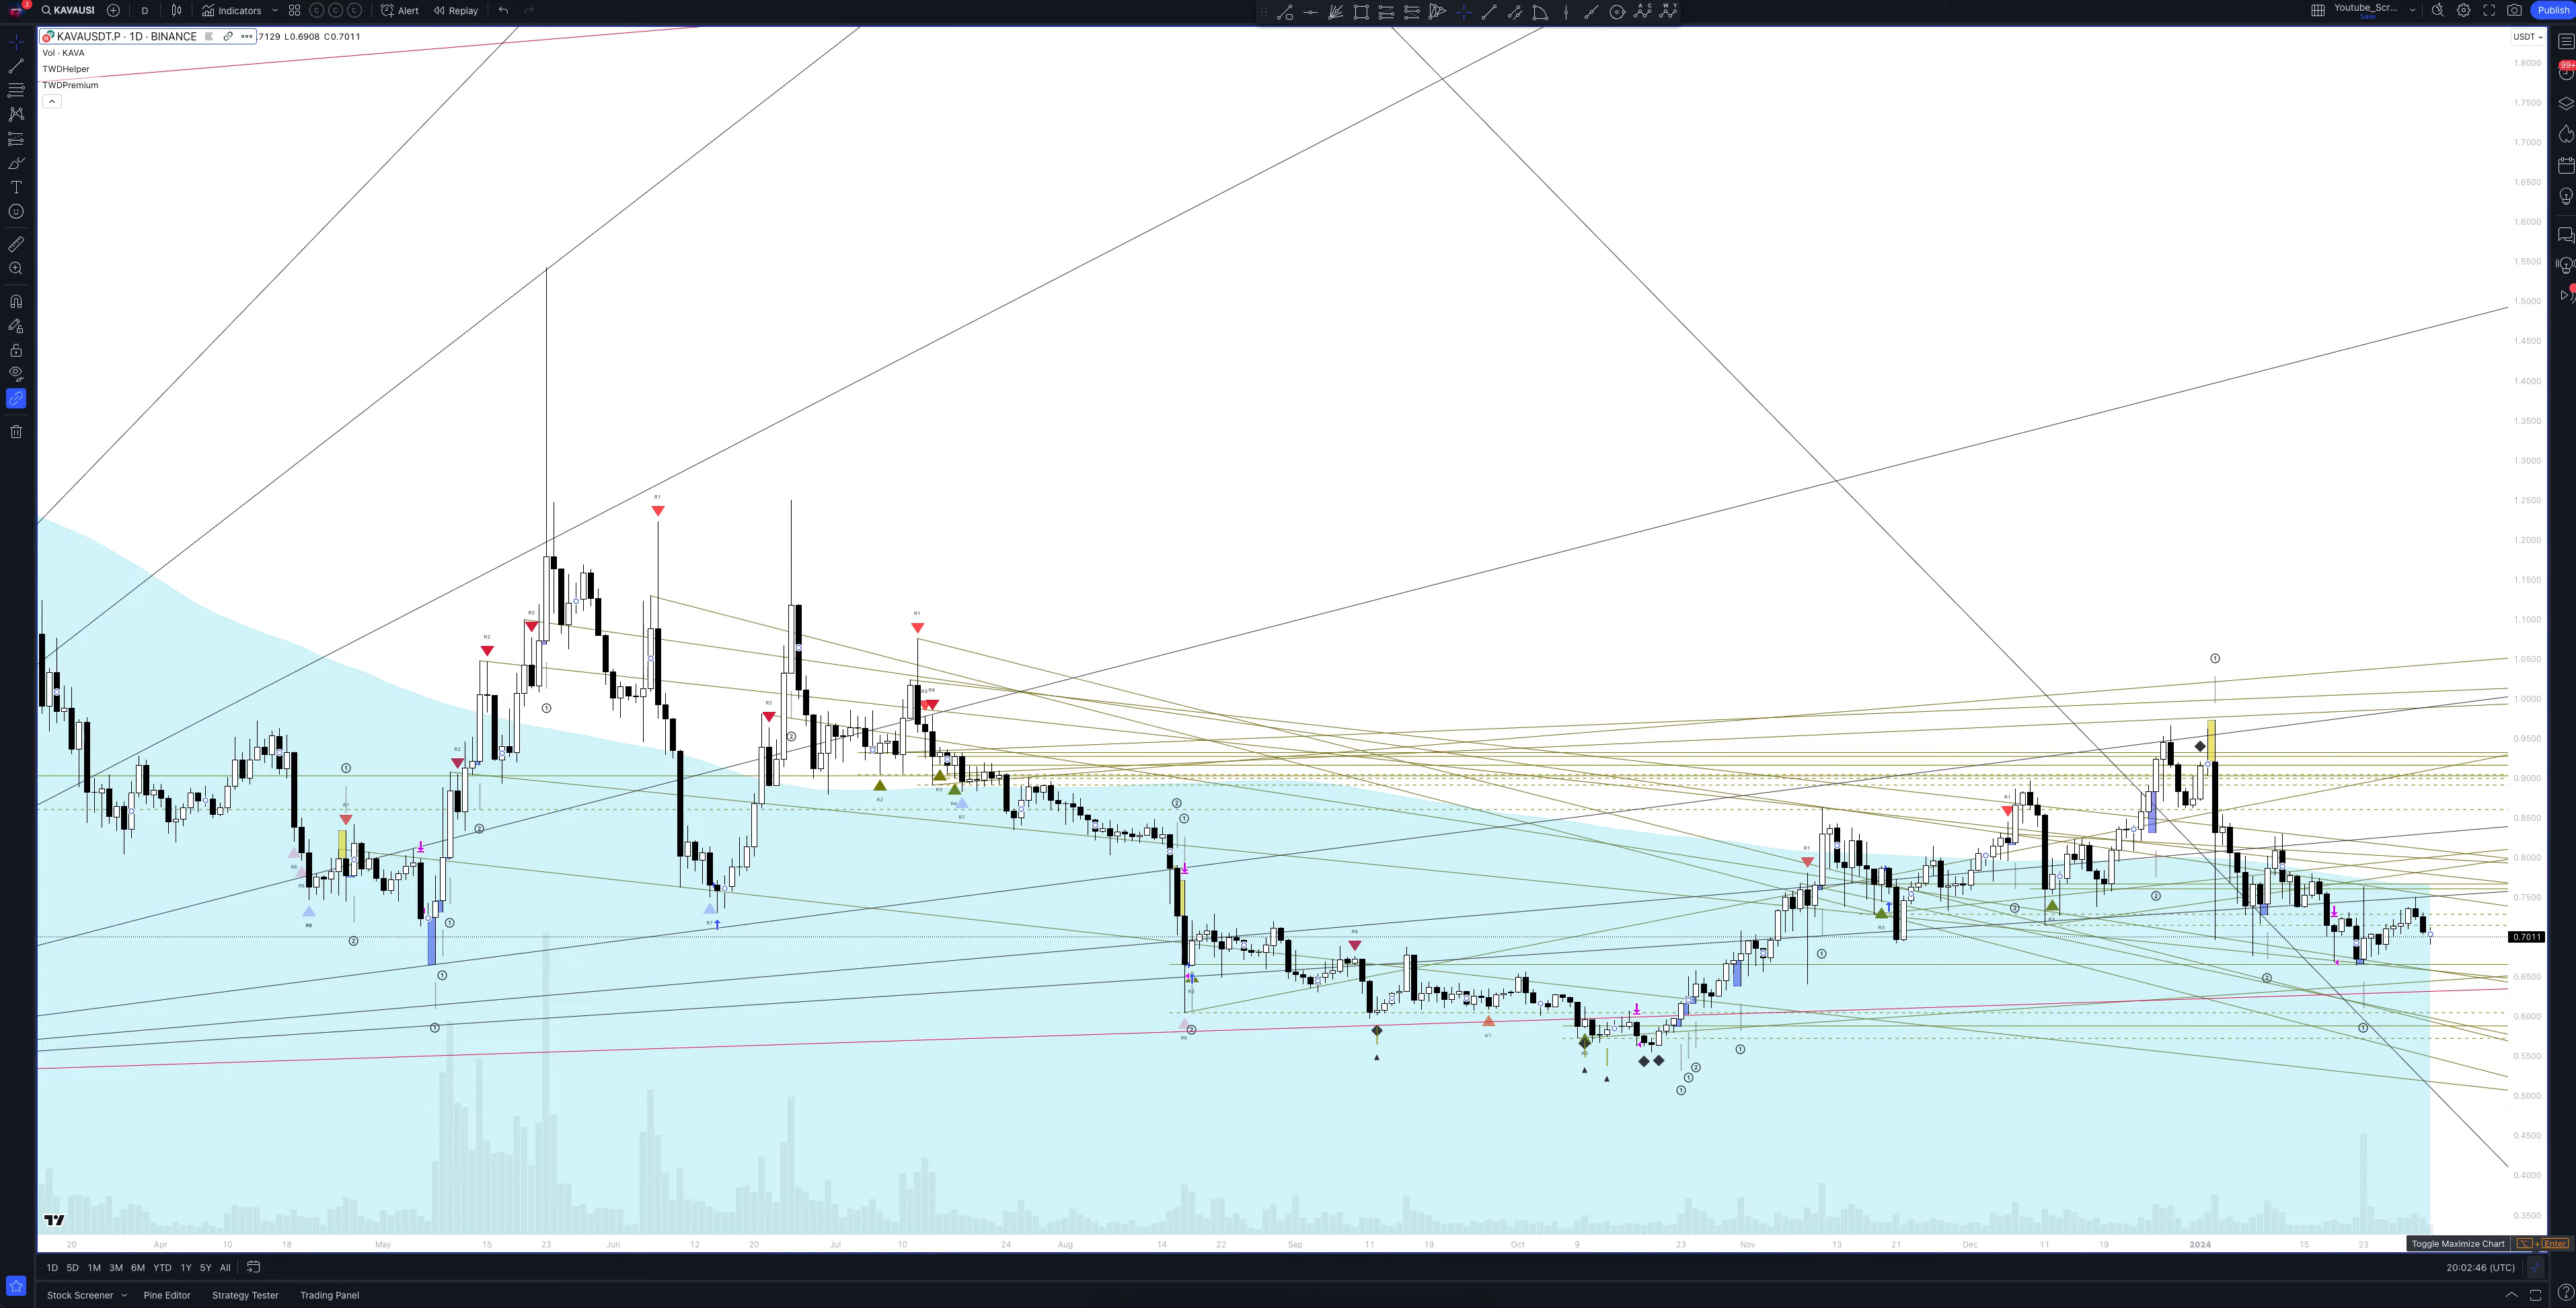 3
KAVAUSI
D
Indicators
C
C
C
Alert
Replay
Youtube_Scr...
Save
Publish
KAVAUSDT.P · 1D · BINANCE
.7129 L0.6908 C0.7011
USDT
Vol · KAVA
TWDHelper
TWDPremium
99+
1.8000
1.7500
1.7000
1.6500
1.6000
1.5500
1.5000
1.4500
1.4000
1.3500
1.3000
1.2500
1.2000
1.1500
1.1000
1.0500
1.0000
0.9500
0.9000
0.8500
0.8000
0.7500
0.7011
0.6500
0.6000
0.5500
0.5000
0.4500
0.4000
0.3500
20 Apr 10 18 May 15 23 Jun 12 20 Jul 10 24 Aug 14 22 Sep 11 19 Oct 9 23 Nov 13 21 Dec 11 19 2024 15 23
Toggle Maximize Chart ⌥ + Enter
1D 5D 1M 3M 6M YTD 1Y 5Y All
20:02:46 (UTC)
Stock Screener Pine Editor Strategy Tester Trading Panel